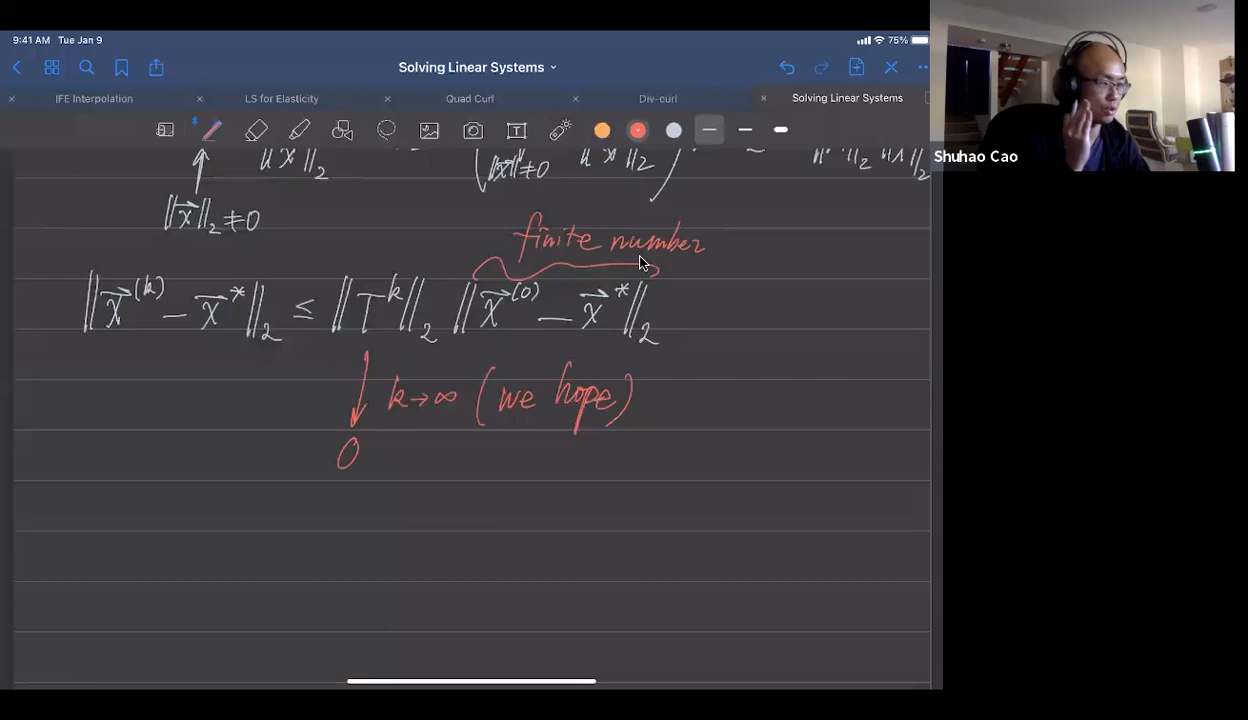 9:41 AM Tue Jan 9
75%
Solving Linear Systems
IFE Interpolation
LS for Elasticity
Quad Curl
Div-curl
Solving Linear Systems
Shuhao Cao
‖x⃗‖₂ ≠ 0
‖x⃗‖≠0
finite number
‖x⃗⁽ᵏ⁾ − x⃗*‖₂ ≤ ‖Tᵏ‖₂ ‖x⃗⁽⁰⁾ − x⃗*‖₂
k→∞ (we hope)
0